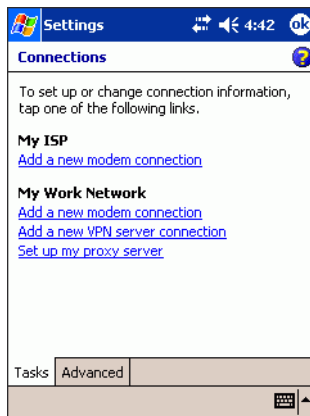 Settings 4:42 ok
Connections ?
To set up or change connection information,
tap one of the following links.
My ISP
Add a new modem connection
My Work Network
Add a new modem connection
Add a new VPN server connection
Set up my proxy server
Tasks Advanced